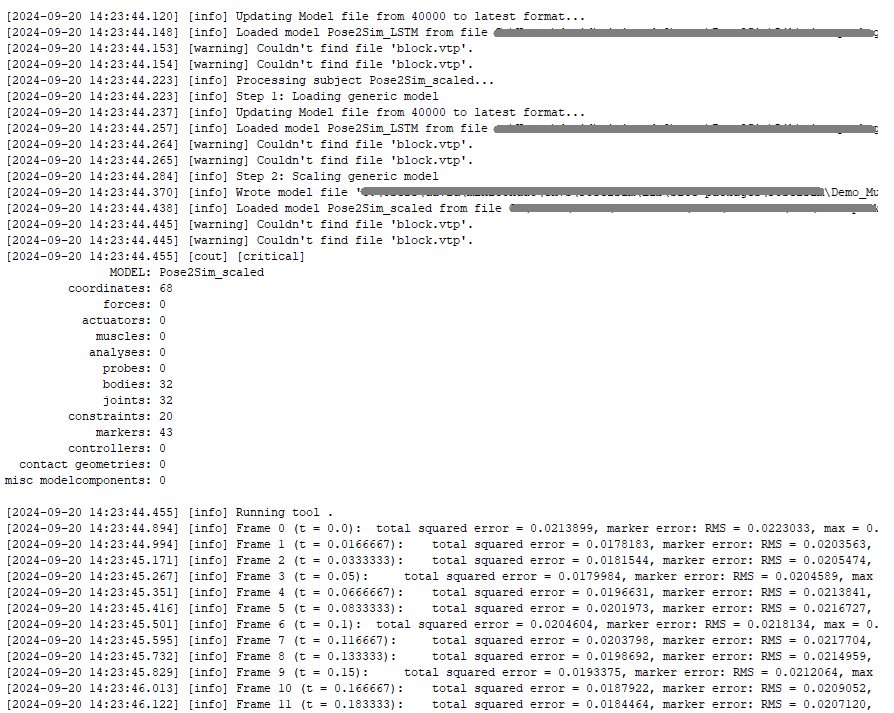 [2024-09-20 14:23:44.120] [info] Updating Model file from 40000 to latest format...
[2024-09-20 14:23:44.148] [info] Loaded model Pose2Sim_LSTM from file
[2024-09-20 14:23:44.153] [warning] Couldn't find file 'block.vtp'.
[2024-09-20 14:23:44.154] [warning] Couldn't find file 'block.vtp'.
[2024-09-20 14:23:44.223] [info] Processing subject Pose2Sim_scaled...
[2024-09-20 14:23:44.223] [info] Step 1: Loading generic model
[2024-09-20 14:23:44.237] [info] Updating Model file from 40000 to latest format...
[2024-09-20 14:23:44.257] [info] Loaded model Pose2Sim_LSTM from file
[2024-09-20 14:23:44.264] [warning] Couldn't find file 'block.vtp'.
[2024-09-20 14:23:44.265] [warning] Couldn't find file 'block.vtp'.
[2024-09-20 14:23:44.284] [info] Step 2: Scaling generic model
[2024-09-20 14:23:44.370] [info] Wrote model file ' \Demo_Mu
[2024-09-20 14:23:44.438] [info] Loaded model Pose2Sim_scaled from file
[2024-09-20 14:23:44.445] [warning] Couldn't find file 'block.vtp'.
[2024-09-20 14:23:44.445] [warning] Couldn't find file 'block.vtp'.
[2024-09-20 14:23:44.455] [cout] [critical]
MODEL: Pose2Sim_scaled
coordinates: 68
forces: 0
actuators: 0
muscles: 0
analyses: 0
probes: 0
bodies: 32
joints: 32
constraints: 20
markers: 43
controllers: 0
contact geometries: 0
misc modelcomponents: 0
[2024-09-20 14:23:44.455] [info] Running tool .
[2024-09-20 14:23:44.894] [info] Frame 0 (t = 0.0): total squared error = 0.0213899, marker error: RMS = 0.0223033, max = 0.
[2024-09-20 14:23:44.994] [info] Frame 1 (t = 0.0166667): total squared error = 0.0178183, marker error: RMS = 0.0203563,
[2024-09-20 14:23:45.171] [info] Frame 2 (t = 0.0333333): total squared error = 0.0181544, marker error: RMS = 0.0205474,
[2024-09-20 14:23:45.267] [info] Frame 3 (t = 0.05): total squared error = 0.0179984, marker error: RMS = 0.0204589, max
[2024-09-20 14:23:45.351] [info] Frame 4 (t = 0.0666667): total squared error = 0.0196631, marker error: RMS = 0.0213841,
[2024-09-20 14:23:45.416] [info] Frame 5 (t = 0.0833333): total squared error = 0.0201973, marker error: RMS = 0.0216727,
[2024-09-20 14:23:45.501] [info] Frame 6 (t = 0.1): total squared error = 0.0204604, marker error: RMS = 0.0218134, max = 0.
[2024-09-20 14:23:45.595] [info] Frame 7 (t = 0.116667): total squared error = 0.0203798, marker error: RMS = 0.0217704,
[2024-09-20 14:23:45.732] [info] Frame 8 (t = 0.133333): total squared error = 0.0198692, marker error: RMS = 0.0214959,
[2024-09-20 14:23:45.829] [info] Frame 9 (t = 0.15): total squared error = 0.0193375, marker error: RMS = 0.0212064, max
[2024-09-20 14:23:46.013] [info] Frame 10 (t = 0.166667): total squared error = 0.0187922, marker error: RMS = 0.0209052,
[2024-09-20 14:23:46.122] [info] Frame 11 (t = 0.183333): total squared error = 0.0184464, marker error: RMS = 0.0207120,